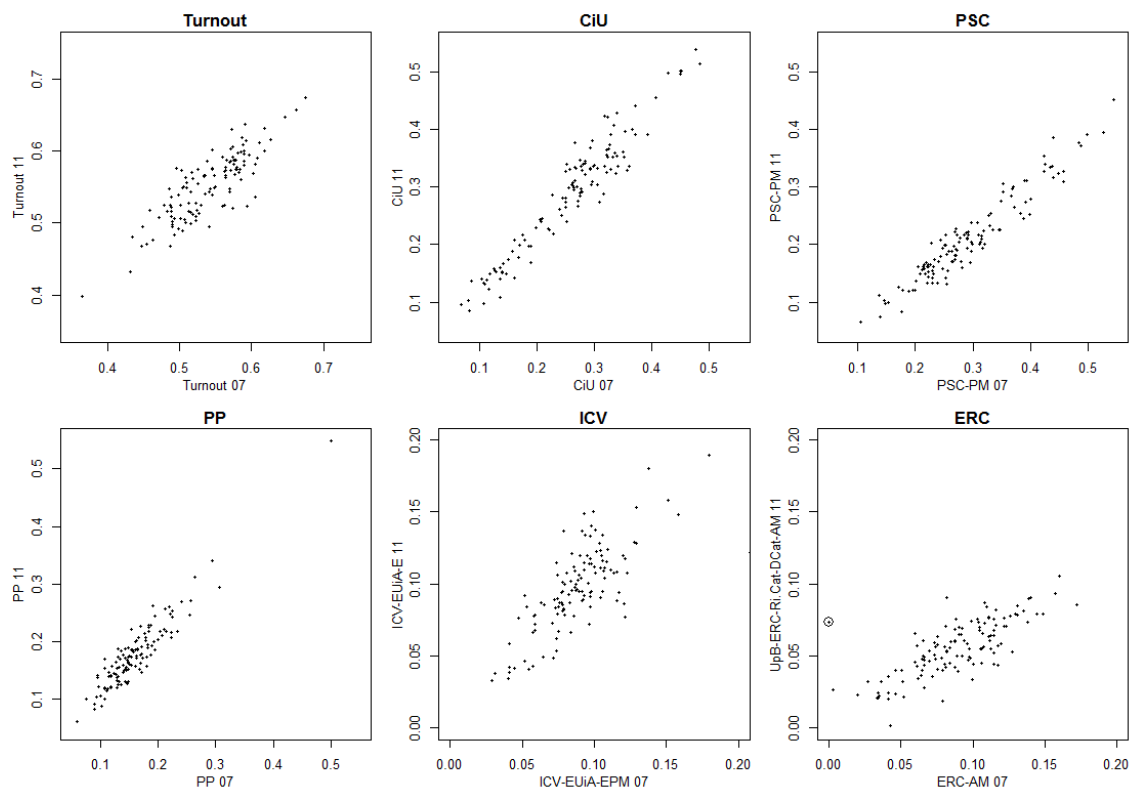 Turnout
CiU
PSC
Turnout 11
0.4 0.5 0.6 0.7
0.4 0.5 0.6 0.7
Turnout 07
CiU 11
0.1 0.2 0.3 0.4 0.5
0.1 0.2 0.3 0.4 0.5
CiU 07
PSC-PM 11
0.1 0.2 0.3 0.4 0.5
0.1 0.2 0.3 0.4 0.5
PSC-PM 07
PP
ICV
ERC
PP 11
0.1 0.2 0.3 0.4 0.5
0.1 0.2 0.3 0.4 0.5
PP 07
ICV-EUiA-E 11
0.00 0.05 0.10 0.15 0.20
0.00 0.05 0.10 0.15 0.20
ICV-EUiA-EPM 07
UpB-ERC-Ri.Cat-DCat-AM 11
0.00 0.05 0.10 0.15 0.20
0.00 0.05 0.10 0.15 0.20
ERC-AM 07